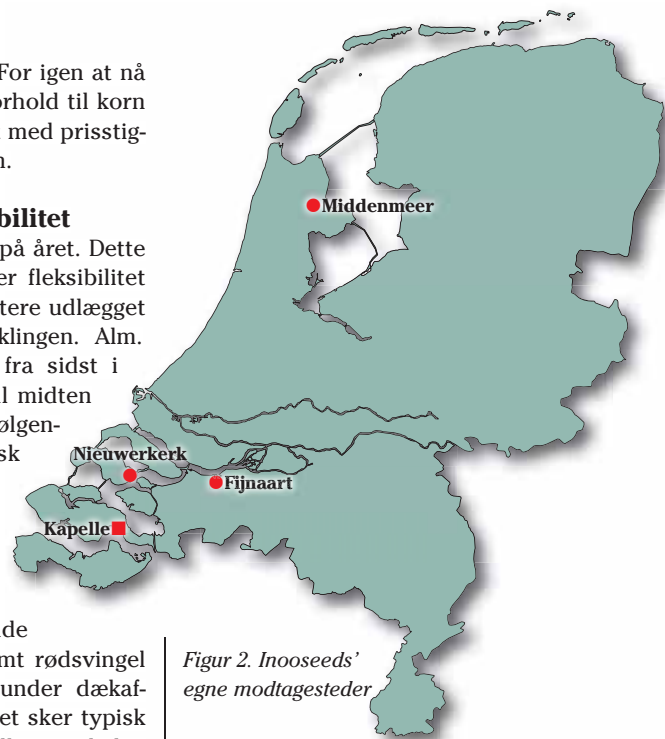 For igen at nå
orhold til korn
med prisstig-
n.
bilitet
på året. Dette
er fleksibilitet
tere udlægget
klingen. Alm.
fra sidst i
l midten
ølgen-
sk
de
mt rødsvingel
under dækaf-
et sker typisk
Middenmeer
Nieuwerkerk
Fijnaart
Kapelle
Figur 2. Inooseeds'
egne modtagesteder